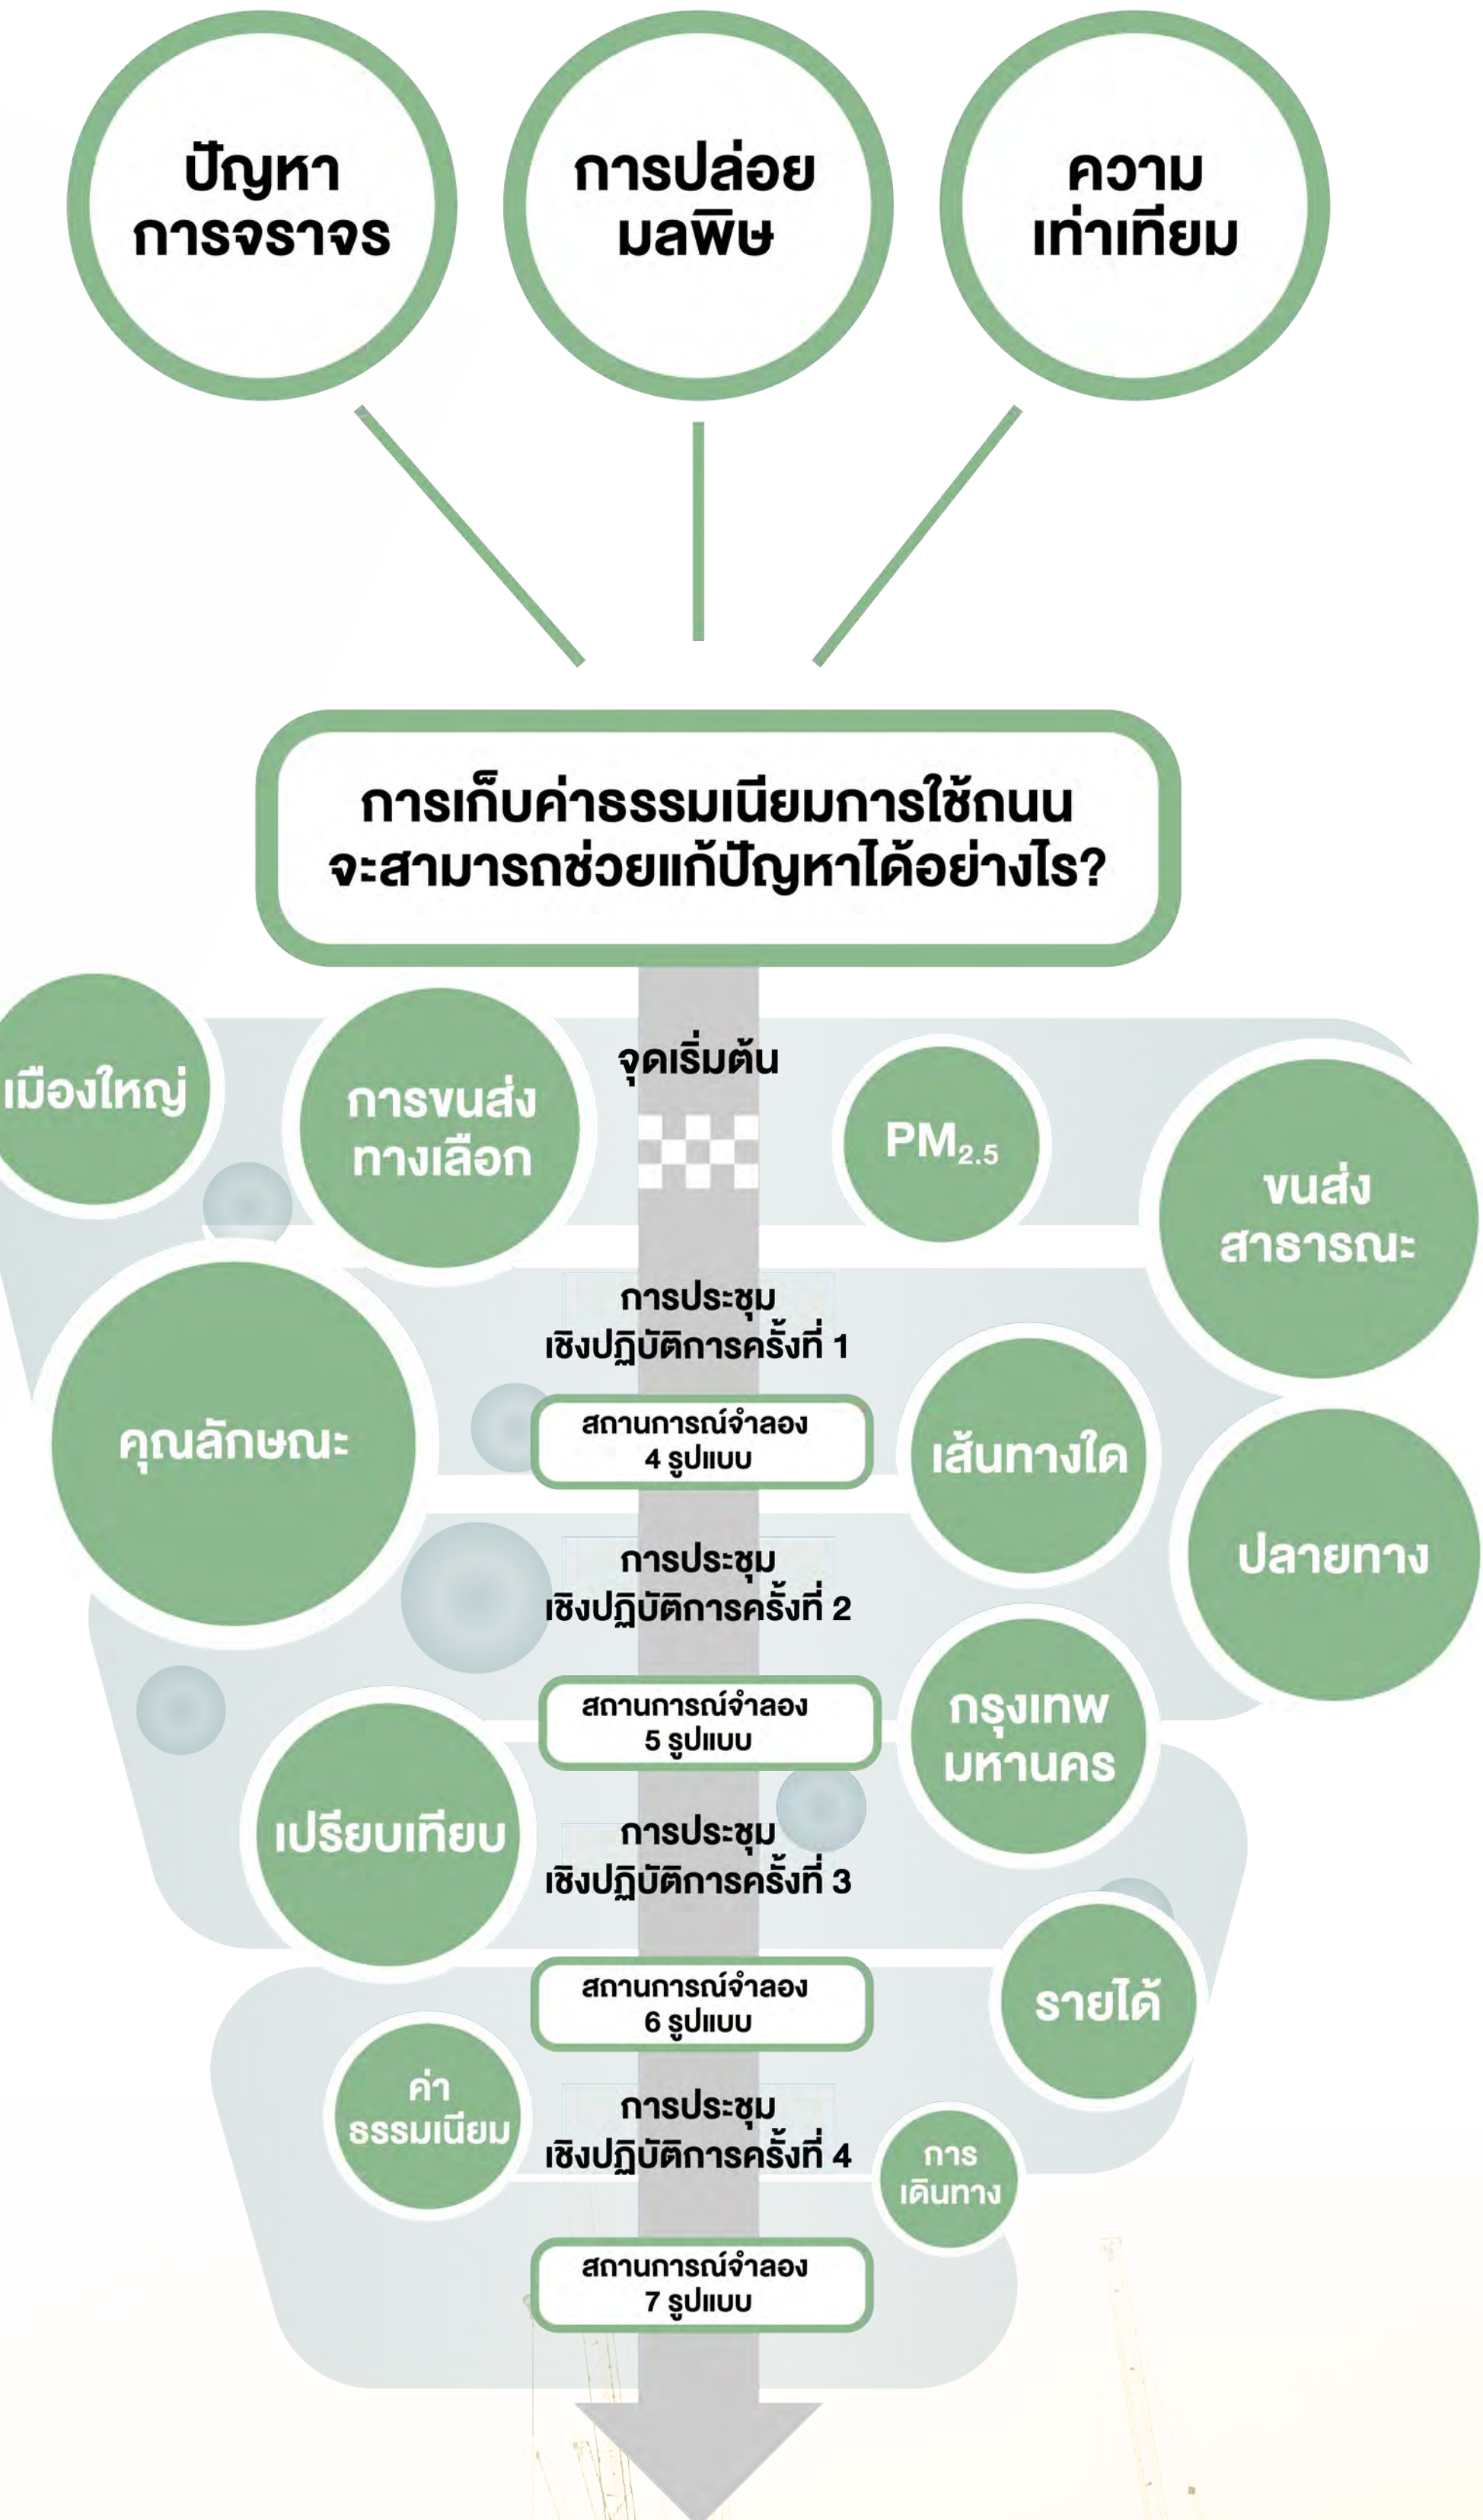 ปัญหา
การจราจร
การปล่อย
มลพิษ
ความ
เท่าเทียม
การเก็บค่าธรรมเนียมการใช้ถนน
จะสามารถช่วยแก้ปัญหาได้อย่างไร?
เมืองใหญ่
การขนส่ง
ทางเลือก
จุดเริ่มต้น
PM2.5
ขนส่ง
สาธารณะ
การประชุม
เชิงปฏิบัติการครั้งที่ 1
คุณลักษณะ
สถานการณ์จำลอง
4 รูปแบบ
เส้นทางใด
ปลายทาง
การประชุม
เชิงปฏิบัติการครั้งที่ 2
สถานการณ์จำลอง
5 รูปแบบ
กรุงเทพ
มหานคร
เปรียบเทียบ
การประชุม
เชิงปฏิบัติการครั้งที่ 3
สถานการณ์จำลอง
6 รูปแบบ
รายได้
ค่า
ธรรมเนียม
การประชุม
เชิงปฏิบัติการครั้งที่ 4
การ
เดินทาง
สถานการณ์จำลอง
7 รูปแบบ